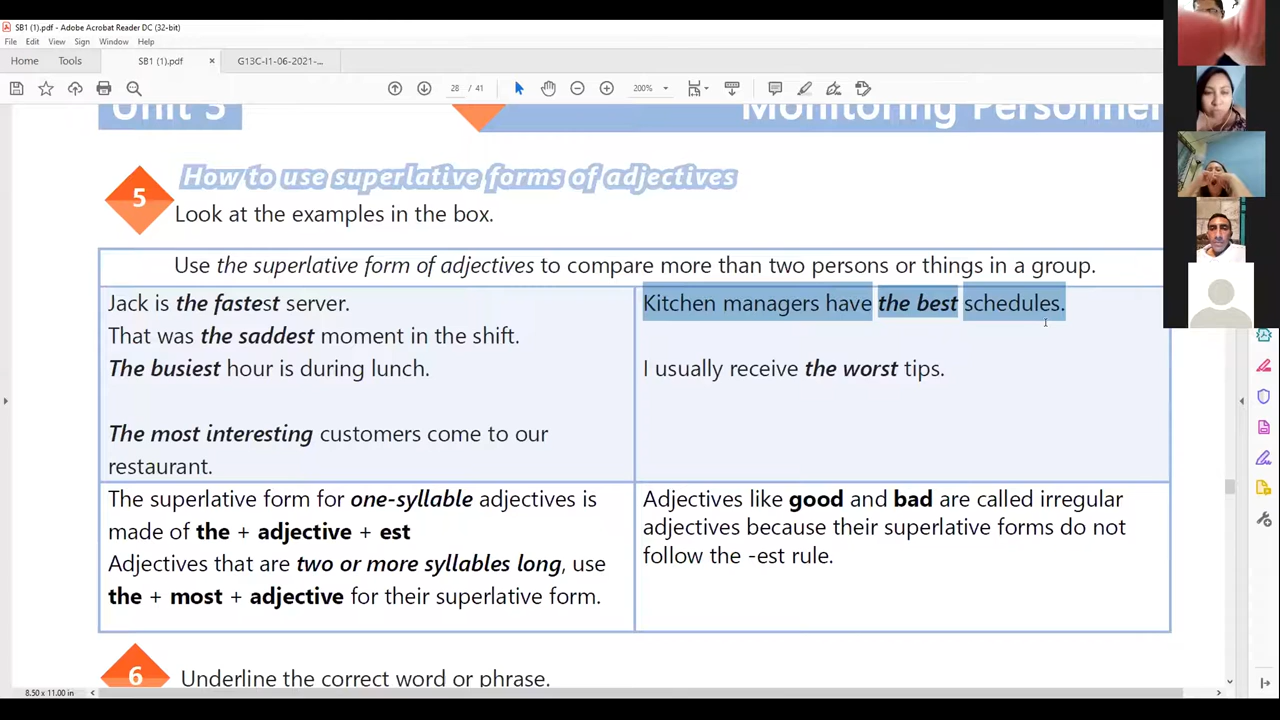 SB1 (1).pdf - Adobe Acrobat Reader DC (32-bit)
File Edit View Sign Window Help
Home Tools SB1 (1).pdf × G13C-I1-06-2021-...
28 / 41 200%
Unit 5 Monitoring Personnel
5 How to use superlative forms of adjectives
Look at the examples in the box.
Use the superlative form of adjectives to compare more than two persons or things in a group.
Jack is the fastest server.
That was the saddest moment in the shift.
The busiest hour is during lunch.
The most interesting customers come to our
restaurant.
Kitchen managers have the best schedules.
I usually receive the worst tips.
The superlative form for one-syllable adjectives is
made of the + adjective + est
Adjectives that are two or more syllables long, use
the + most + adjective for their superlative form.
Adjectives like good and bad are called irregular
adjectives because their superlative forms do not
follow the -est rule.
6 Underline the correct word or phrase.
8.50 x 11.00 in